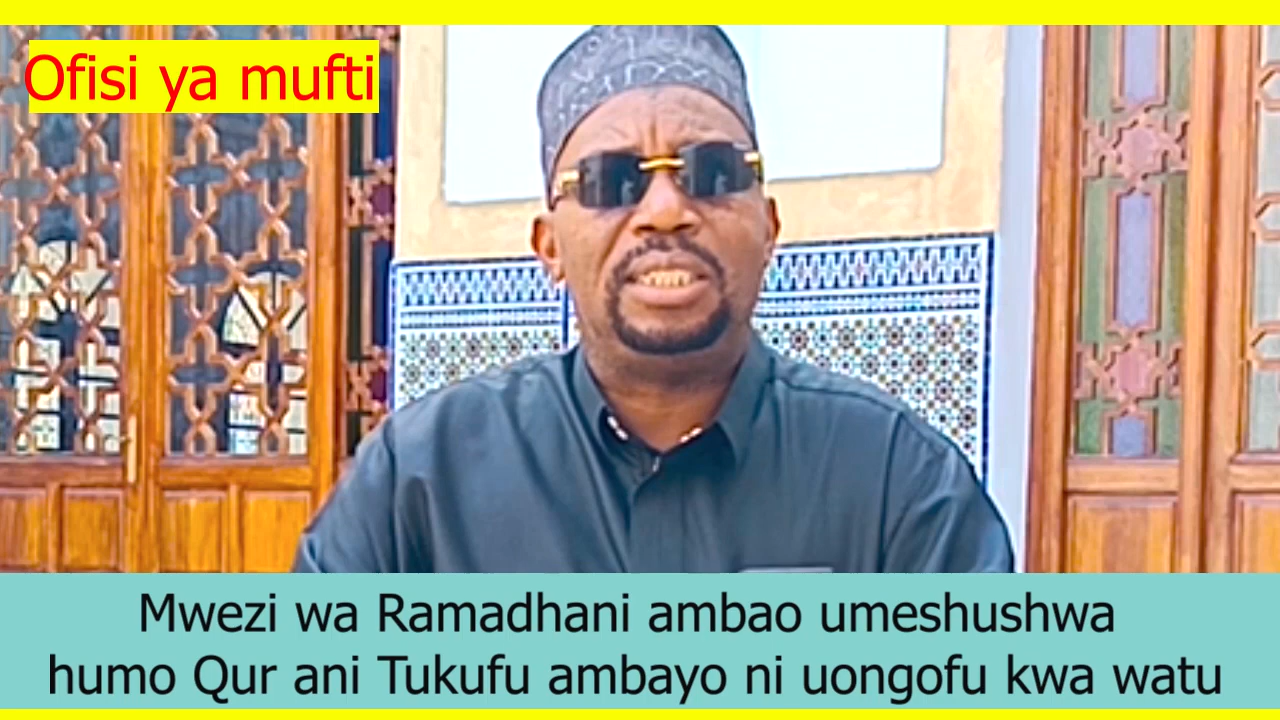 Ofisi ya mufti
Mwezi wa Ramadhani ambao umeshushwa
humo Qur ani Tukufu ambayo ni uongofu kwa watu